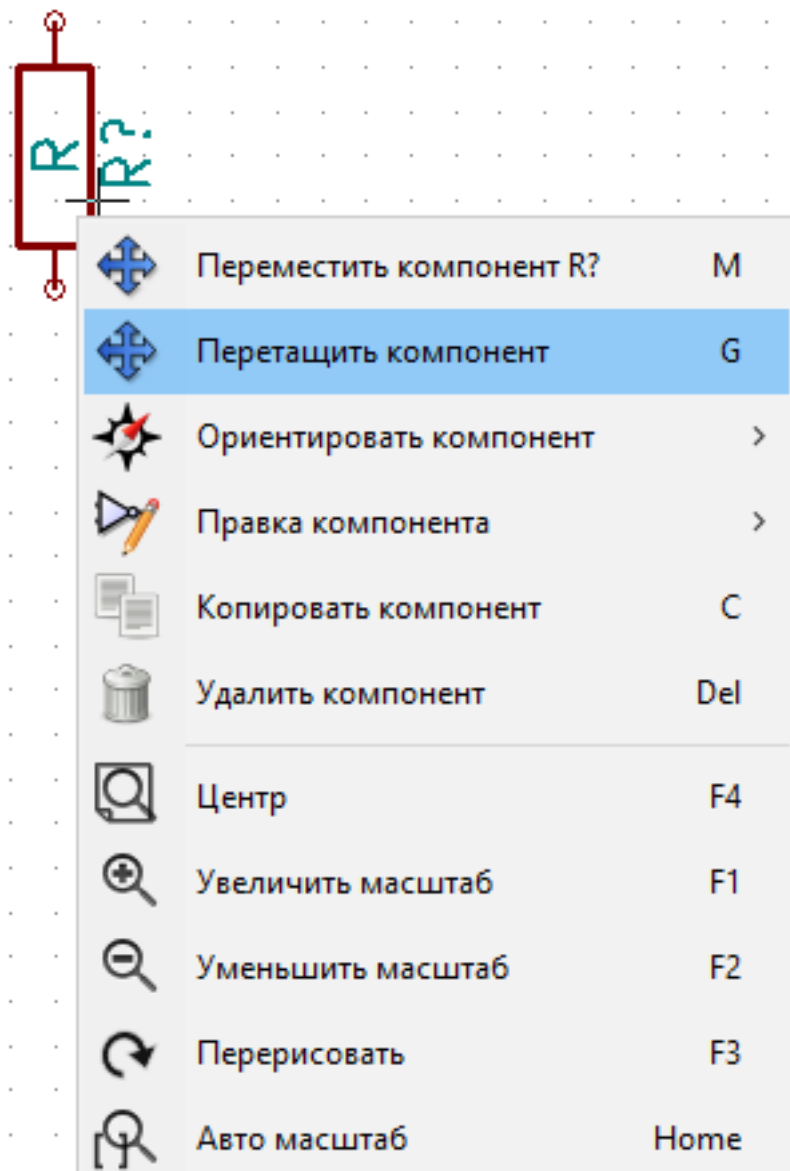 R
R?
Переместить компонент R? M
Перетащить компонент G
Ориентировать компонент
Правка компонента
Копировать компонент C
Удалить компонент Del
Центр F4
Увеличить масштаб F1
Уменьшить масштаб F2
Перерисовать F3
Авто масштаб Home